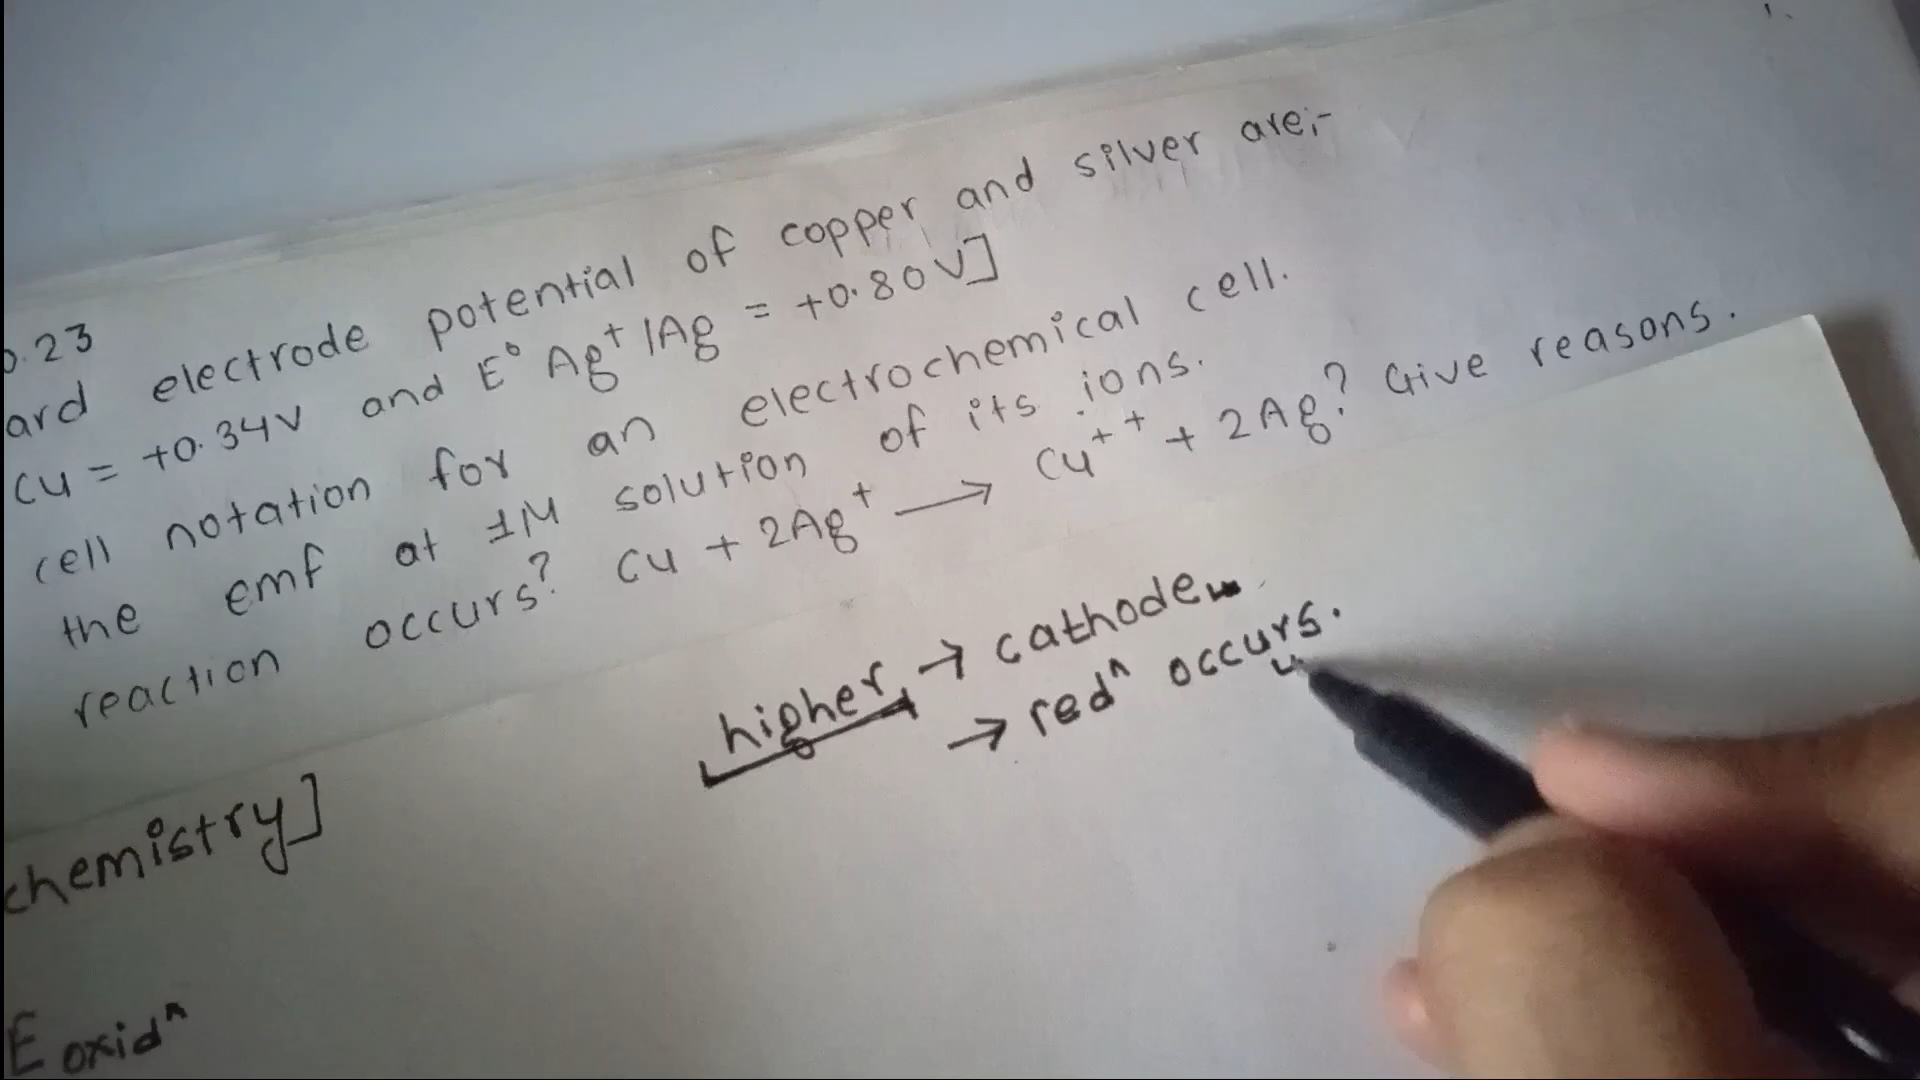 0.23
ard electrode potential of copper and silver are;-
Cu = +0.34V and E° Ag⁺ | Ag = +0.80V]
cell notation for an electrochemical cell.
the emf at 1M solution of its ions.
reaction occurs? Cu + 2Ag⁺ → Cu⁺⁺ + 2Ag? Give reasons.
higher → cathode
→ redⁿ occurs.
chemistry]
E oxidⁿ